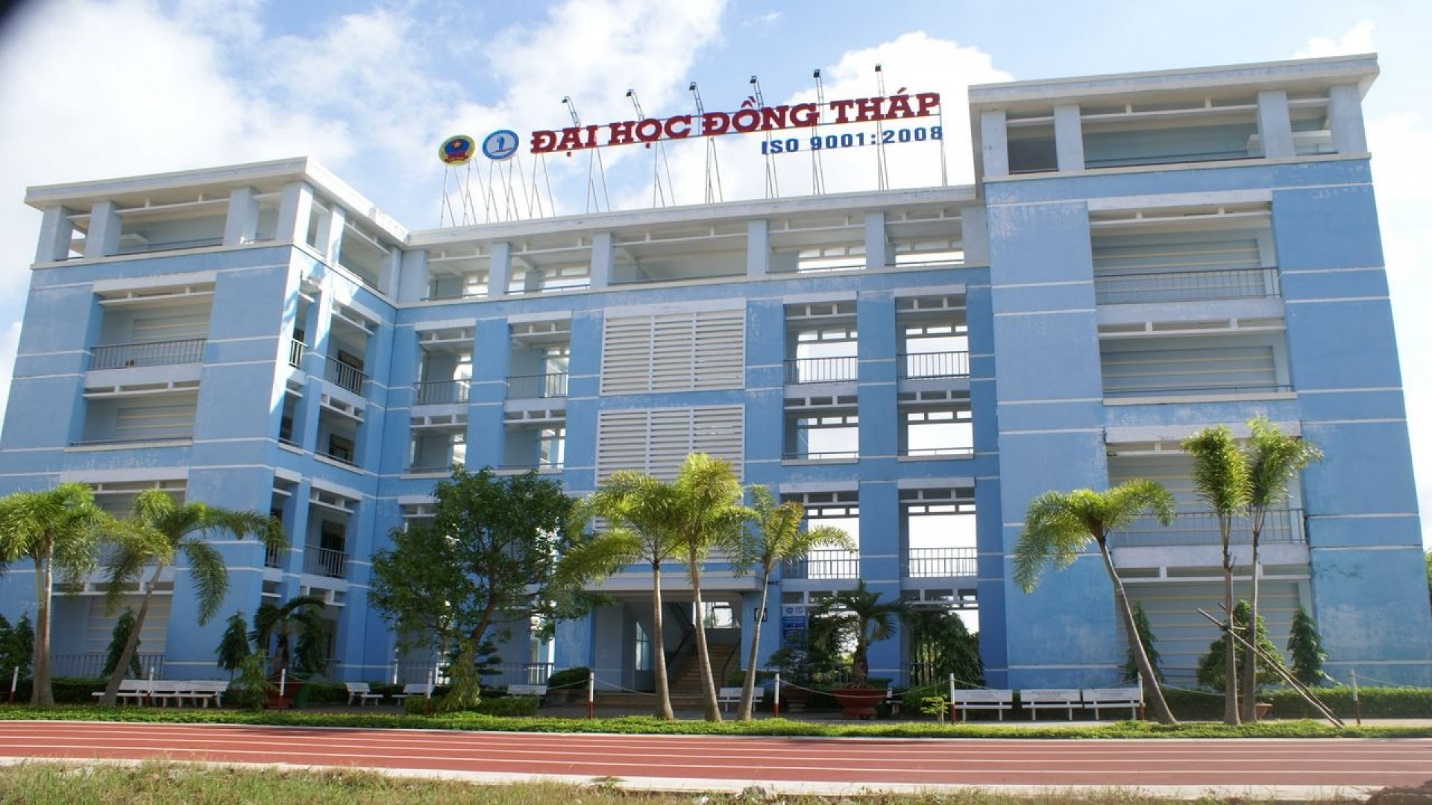 ĐẠI HỌC ĐỒNG THÁP
ISO 9001:2008